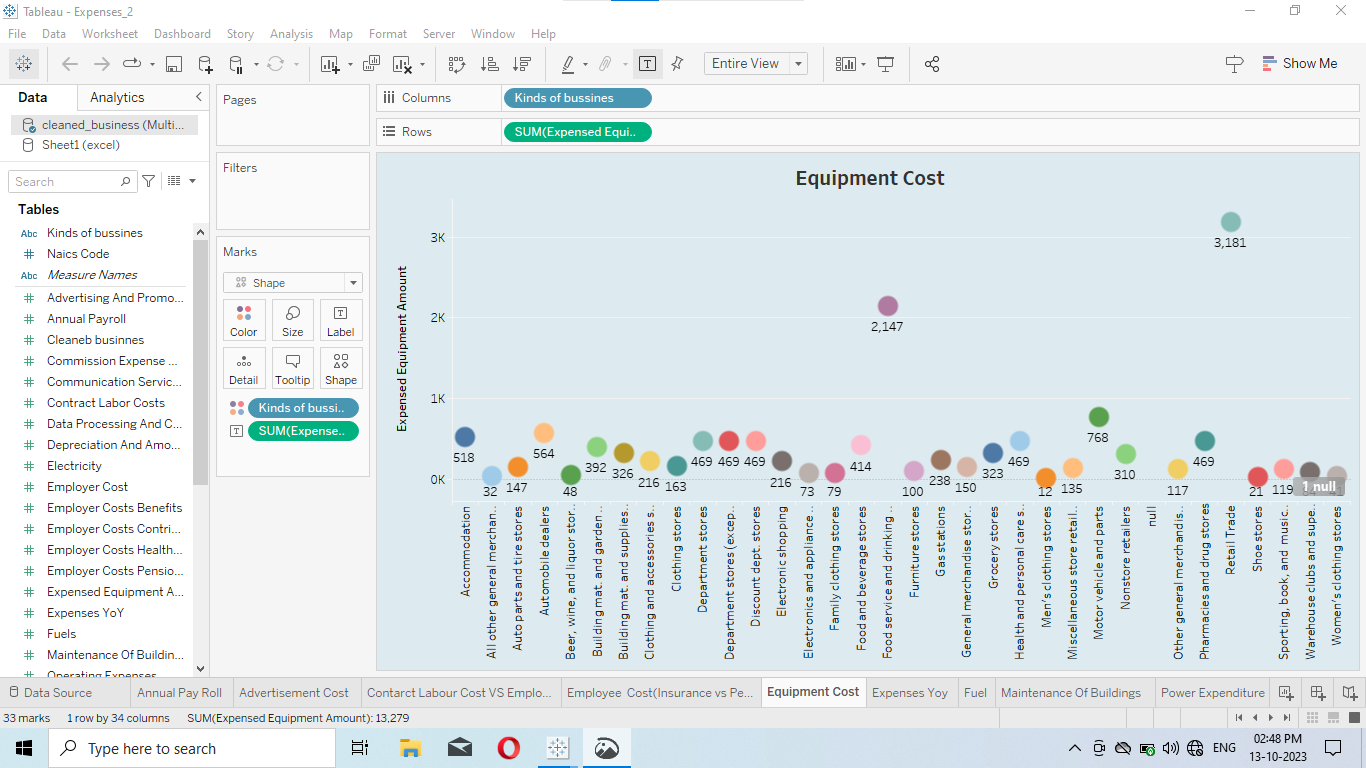 Tableau - Expenses_2
File Data Worksheet Dashboard Story Analysis Map Format Server Window Help
Entire View
Show Me
Data Analytics
cleaned_business (Multi...
Sheet1 (excel)
Search
Tables
Abc Kinds of bussines
# Naics Code
Abc Measure Names
# Advertising And Promo...
# Annual Payroll
# Cleaneb businnes
# Commission Expense ...
# Communication Servic...
# Contract Labor Costs
# Data Processing And C...
# Depreciation And Amo...
# Electricity
# Employer Cost
# Employer Costs Benefits
# Employer Costs Contri...
# Employer Costs Health...
# Employer Costs Pensio...
# Expensed Equipment A...
# Expenses YoY
# Fuels
# Maintenance Of Buildin...
# Operating Expenses
Pages
Filters
Marks
Shape
Color Size Label
Detail Tooltip Shape
Kinds of bussi..
SUM(Expense..
Columns Kinds of bussines
Rows SUM(Expensed Equi..
Equipment Cost
Expensed Equipment Amount
3K
2K
1K
0K
518
32
147
564
48
392
326
216
163
469
469
469
216
73
79
414
2,147
100
238
150
323
469
12
135
768
310
117
469
3,181
21
119
41
1 null
Accommodation
All other general merchan..
Auto parts and tire stores
Automobile dealers
Beer, wine, and liquor stor..
Building mat. and garden ..
Building mat. and supplies..
Clothing and accessories s..
Clothing stores
Department stores
Department stores (excep..
Discount dept. stores
Electronic shopping
Electronics and appliance ..
Family clothing stores
Food and beverage stores
Food service and drinking ..
Furniture stores
Gas stations
General merchandise stor..
Grocery stores
Health and personal care s..
Men's clothing stores
Miscellaneous store retail..
Motor vehicle and parts
Nonstore retailers
null
Other general merchandis..
Pharmacies and drug stores
Retail Trade
Shoe stores
Sporting, book, and music..
Warehouse clubs and supe..
Women's clothing stores
Data Source Annual Pay Roll Advertisement Cost Contarct Labour Cost VS Emplo... Employee Cost(Insurance vs Pe... Equipment Cost Expenses Yoy Fuel Maintenance Of Buildings Power Expenditure
33 marks 1 row by 34 columns SUM(Expensed Equipment Amount): 13,279
Type here to search
ENG
02:48 PM
13-10-2023